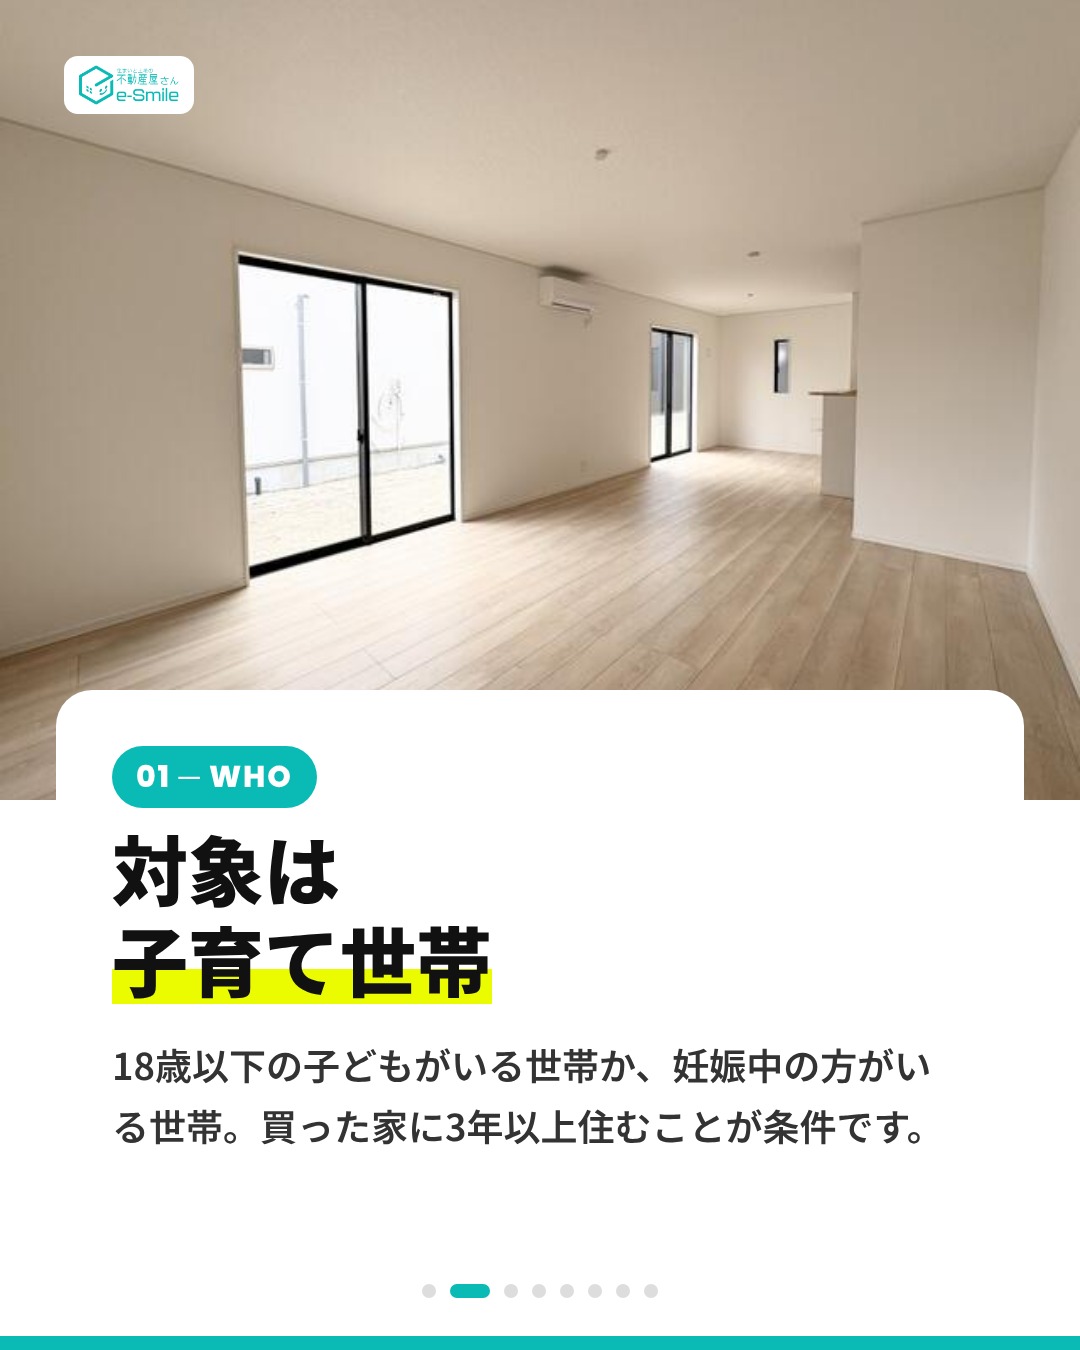 不動産屋さん
e-Smile
01 — WHO
対象は
子育て世帯
18歳以下の子どもがいる世帯か、妊娠中の方がい
る世帯。買った家に3年以上住むことが条件です。